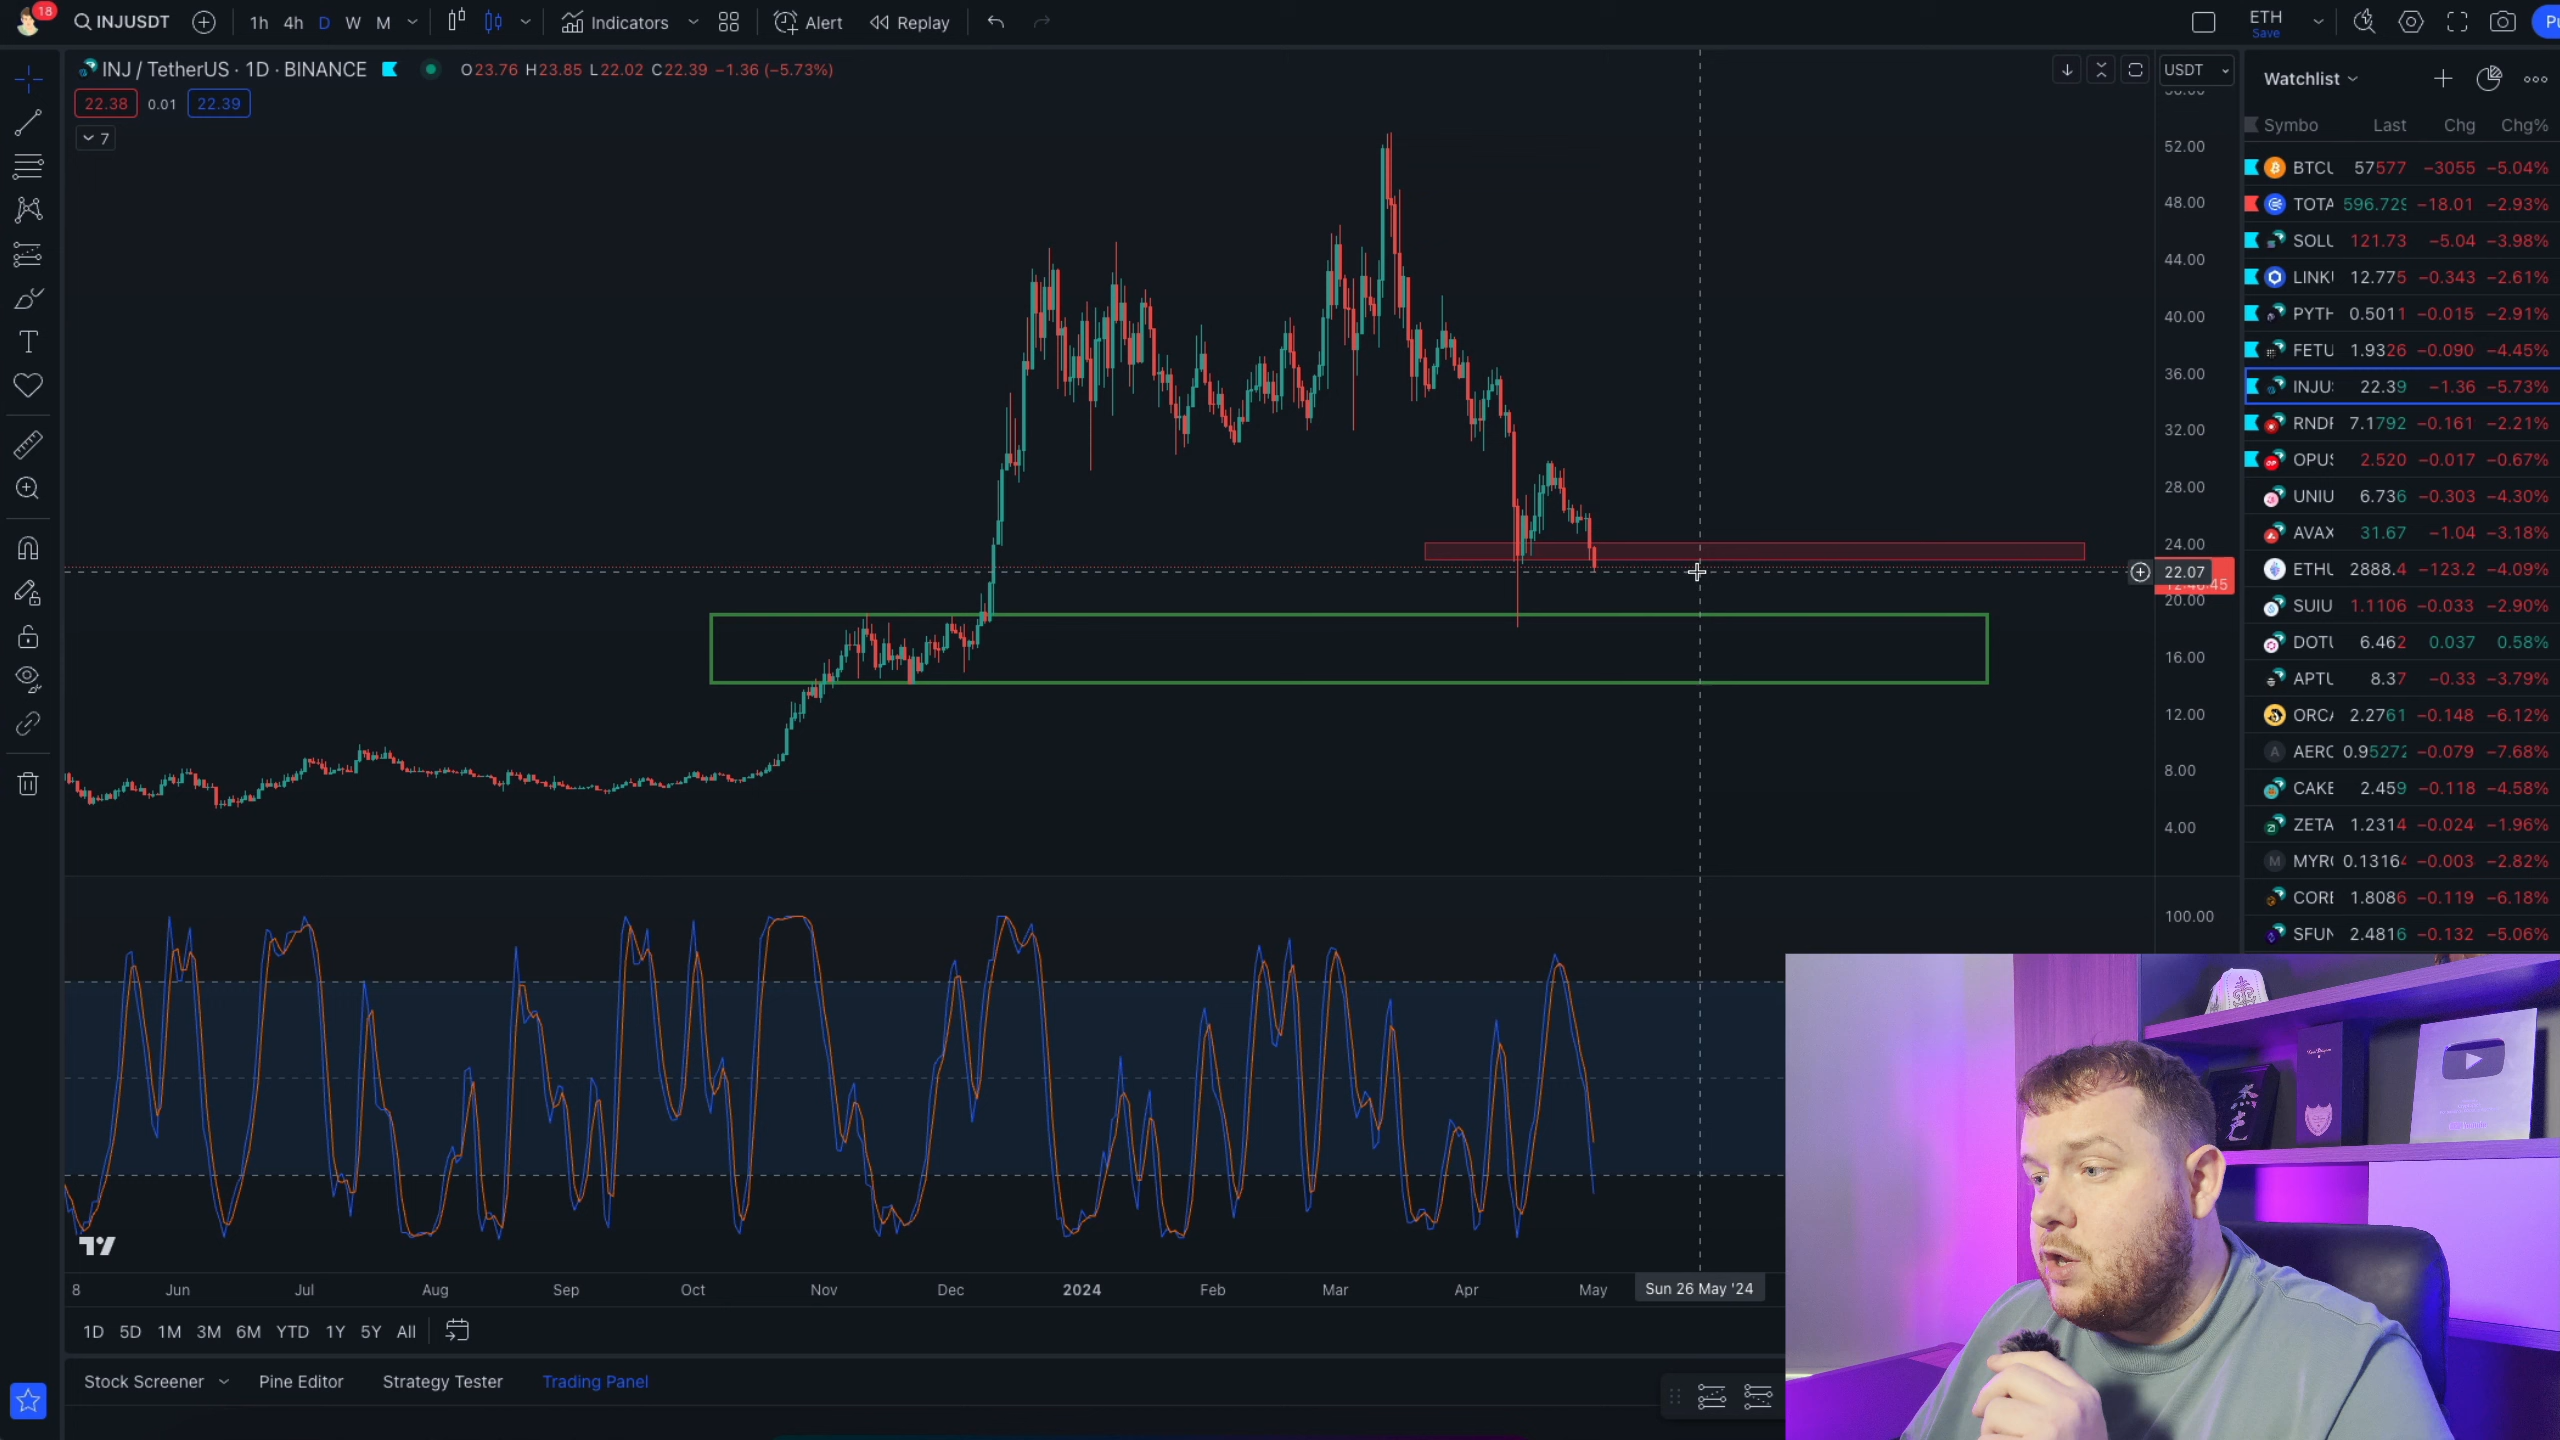 18
INJUSDT
1h 4h D W M
Indicators
Alert
Replay
ETH
Save
INJ / TetherUS · 1D · BINANCE
O23.76 H23.85 L22.02 C22.39 −1.36 (−5.73%)
22.38 0.01 22.39
7
USDT
52.00
48.00
44.00
40.00
36.00
32.00
28.00
24.00
22.07
20.00
16.00
12.00
8.00
4.00
100.00
Watchlist
Symbo Last Chg Chg%
BTCU 57577 −3055 −5.04%
TOTA 596.729 −18.01 −2.93%
SOLU 121.73 −5.04 −3.98%
LINKU 12.775 −0.343 −2.61%
PYTH 0.5011 −0.015 −2.91%
FETU 1.9326 −0.090 −4.45%
INJUS 22.39 −1.36 −5.73%
RNDR 7.1792 −0.161 −2.21%
OPUS 2.520 −0.017 −0.67%
UNIU 6.736 −0.303 −4.30%
AVAX 31.67 −1.04 −3.18%
ETHU 2888.4 −123.2 −4.09%
SUIU 1.1106 −0.033 −2.90%
DOTU 6.462 0.037 0.58%
APTU 8.37 −0.33 −3.79%
ORCA 2.2761 −0.148 −6.12%
AERO 0.95272 −0.079 −7.68%
CAKE 2.459 −0.118 −4.58%
ZETA 1.2314 −0.024 −1.96%
MYRO 0.13164 −0.003 −2.82%
CORE 1.8086 −0.119 −6.18%
SFUN 2.4816 −0.132 −5.06%
8 Jun Jul Aug Sep Oct Nov Dec 2024 Feb Mar Apr May Sun 26 May '24
1D 5D 1M 3M 6M YTD 1Y 5Y All
Stock Screener Pine Editor Strategy Tester Trading Panel